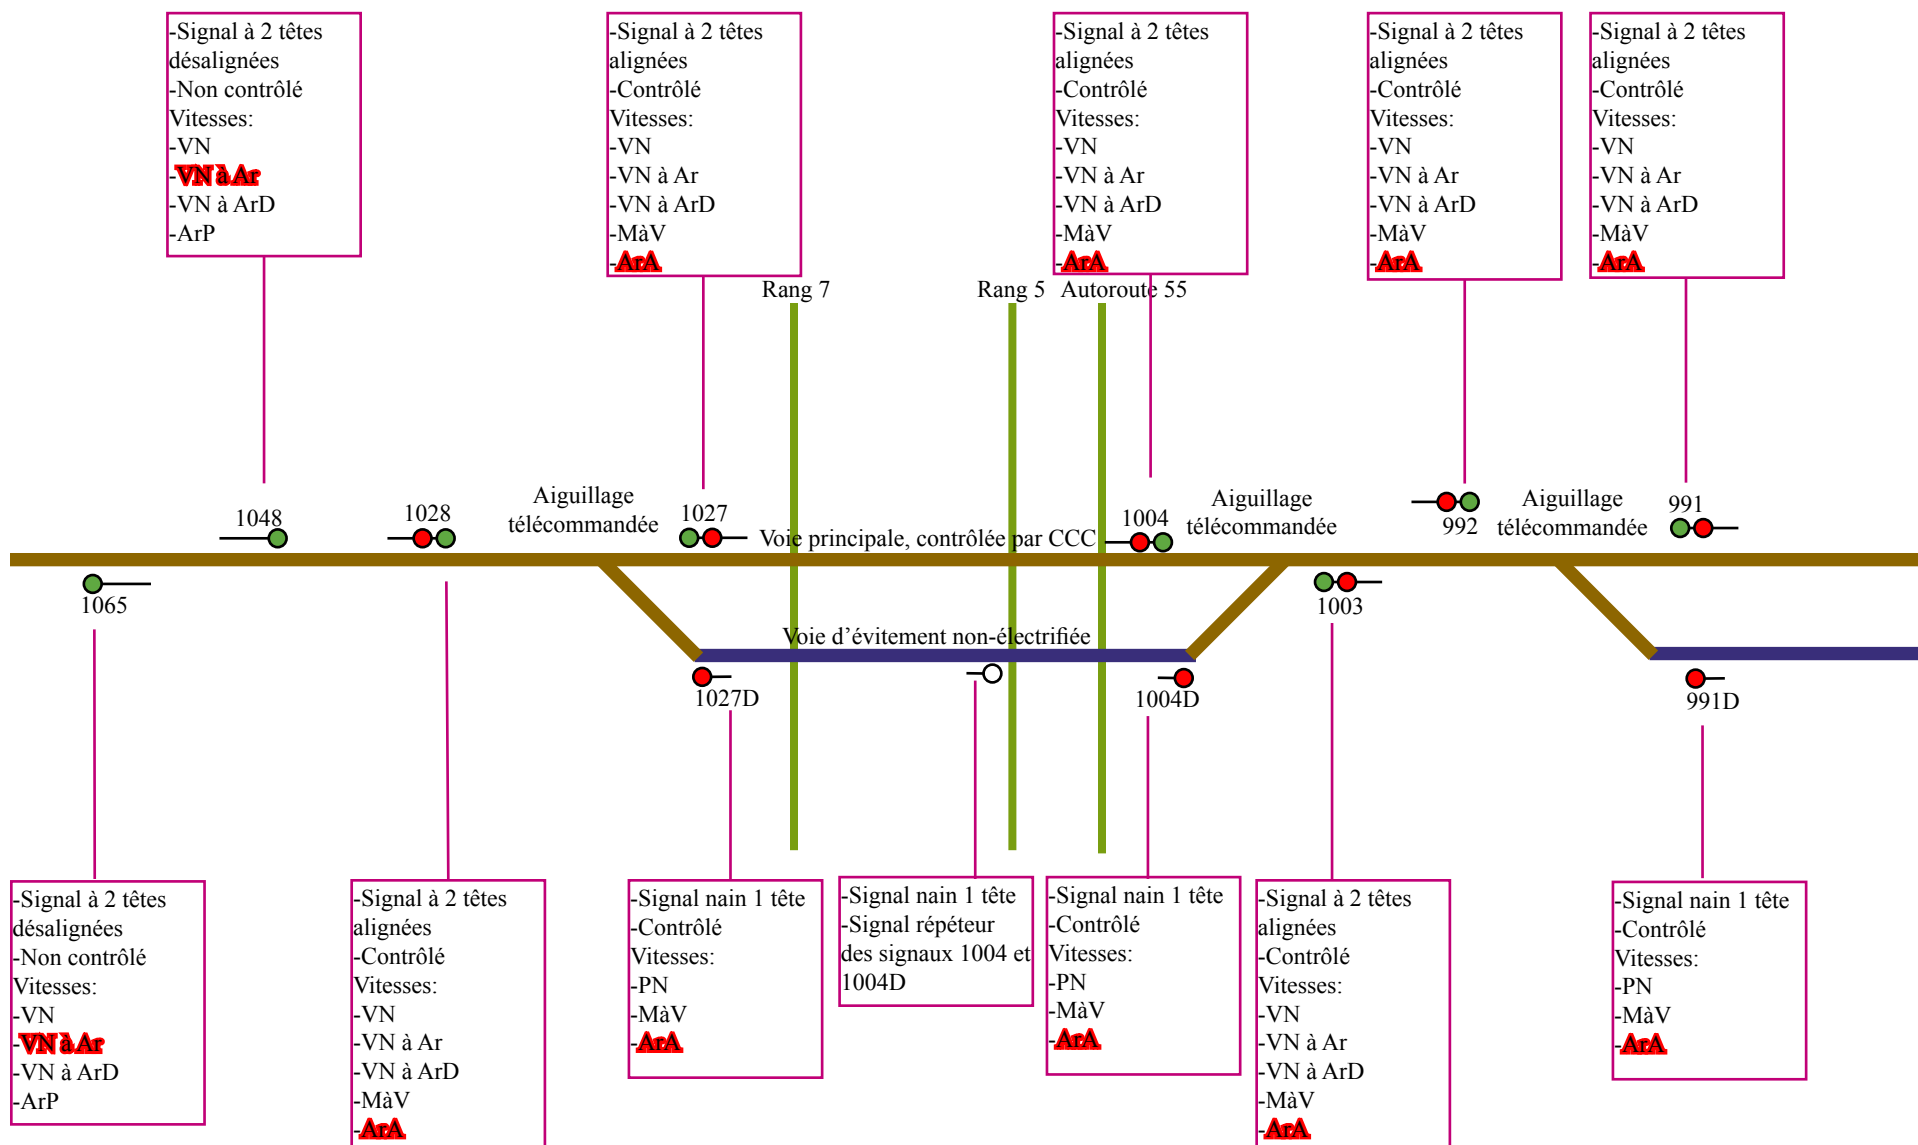 -Signal à 2 têtes
désalignées
-Non contrôlé
Vitesses:
-VN
-VN à Ar
-VN à ArD
-ArP
-Signal à 2 têtes
alignées
-Contrôlé
Vitesses:
-VN
-VN à Ar
-VN à ArD
-MàV
-ArA
-Signal à 2 têtes
alignées
-Contrôlé
Vitesses:
-VN
-VN à Ar
-VN à ArD
-MàV
-ArA
-Signal à 2 têtes
alignées
-Contrôlé
Vitesses:
-VN
-VN à Ar
-VN à ArD
-MàV
-ArA
-Signal à 2 têtes
alignées
-Contrôlé
Vitesses:
-VN
-VN à Ar
-VN à ArD
-MàV
-ArA
Rang 7
Rang 5
Autoroute 55
1048
1028
Aiguillage
télécommandée
1027
Voie principale, contrôlée par CCC
1004
Aiguillage
télécommandée
992
Aiguillage
télécommandée
991
1065
1003
Voie d'évitement non-électrifiée
1027D
1004D
991D
-Signal à 2 têtes
désalignées
-Non contrôlé
Vitesses:
-VN
-VN à Ar
-VN à ArD
-ArP
-Signal à 2 têtes
alignées
-Contrôlé
Vitesses:
-VN
-VN à Ar
-VN à ArD
-MàV
-ArA
-Signal nain 1 tête
-Contrôlé
Vitesses:
-PN
-MàV
-ArA
-Signal nain 1 tête
-Signal répéteur
des signaux 1004 et
1004D
-Signal nain 1 tête
-Contrôlé
Vitesses:
-PN
-MàV
-ArA
-Signal à 2 têtes
alignées
-Contrôlé
Vitesses:
-VN
-VN à Ar
-VN à ArD
-MàV
-ArA
-Signal nain 1 tête
-Contrôlé
Vitesses:
-PN
-MàV
-ArA